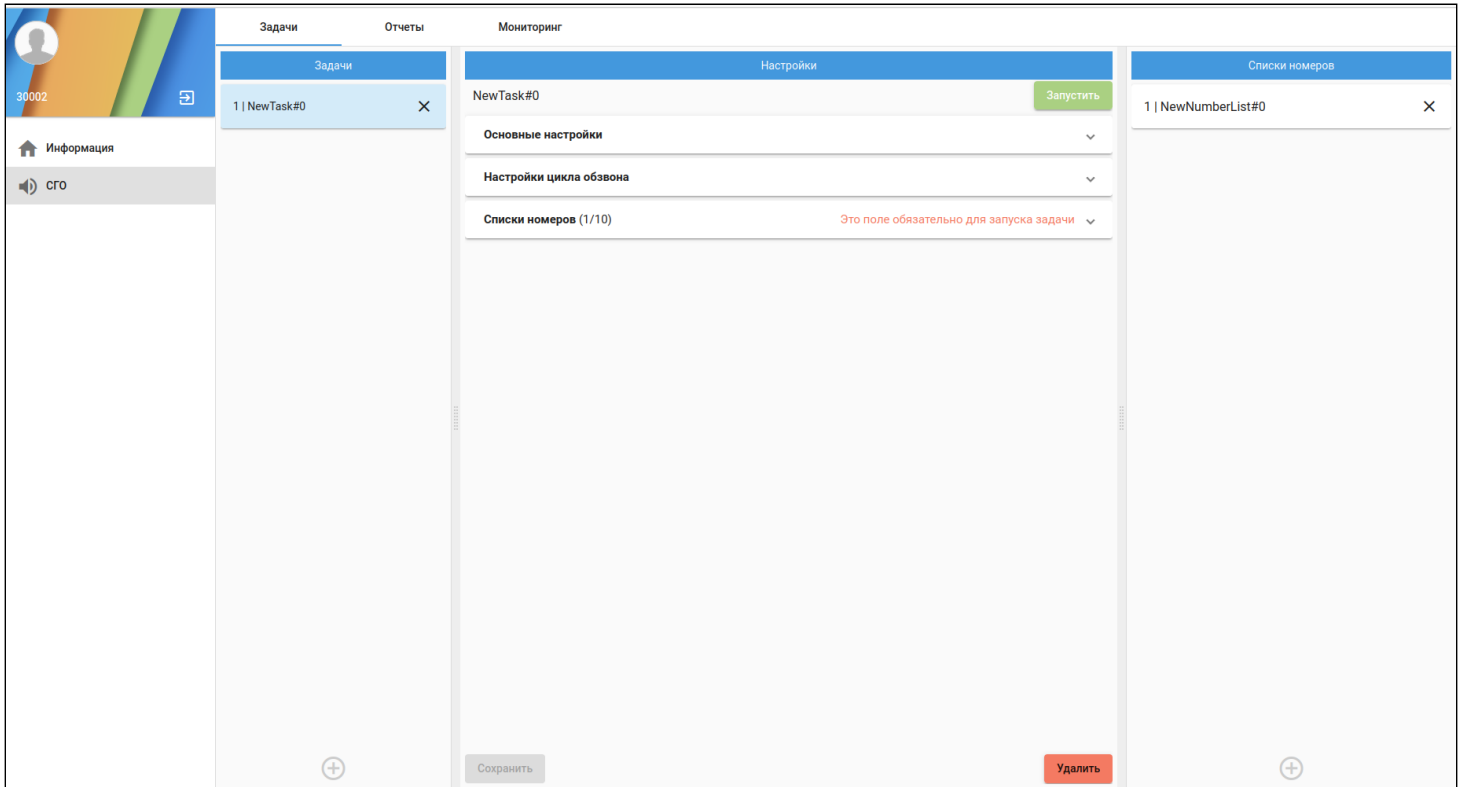 Задачи Отчеты Мониторинг
30002
Информация
сго
Задачи
1 | NewTask#0
Настройки
NewTask#0 Запустить
Основные настройки
Настройки цикла обзвона
Списки номеров (1/10) Это поле обязательно для запуска задачи
Сохранить Удалить
Списки номеров
1 | NewNumberList#0